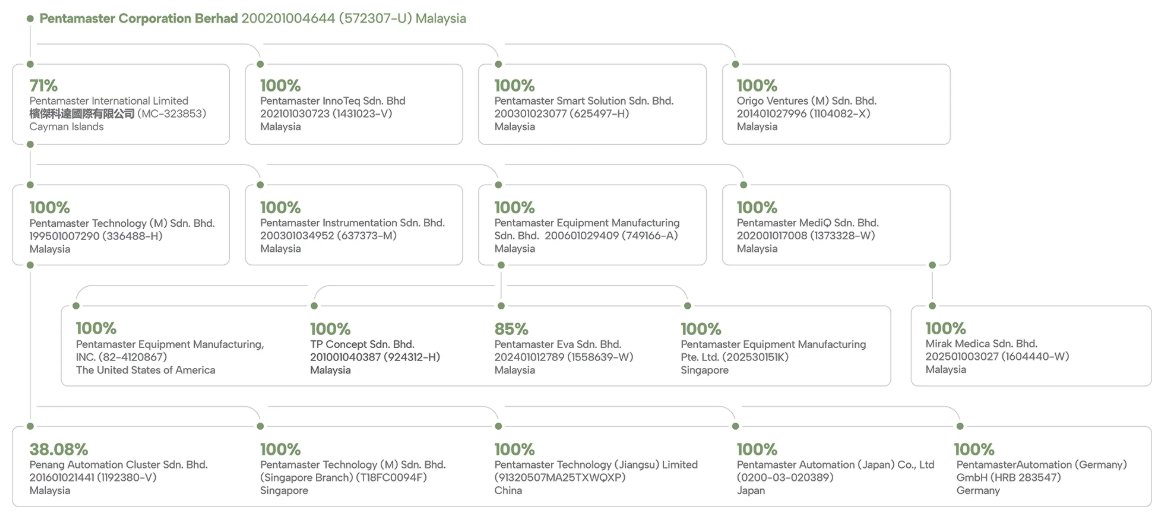 Pentamaster Corporation Berhad 200201004644 (572307-U) Malaysia
71%
Pentamaster International Limited
檳傑科達國際有限公司 (MC-323853)
Cayman Islands
100%
Pentamaster InnoTeq Sdn. Bhd
202101030723 (1431023-V)
Malaysia
100%
Pentamaster Smart Solution Sdn. Bhd.
200301023077 (625497-H)
Malaysia
100%
Origo Ventures (M) Sdn. Bhd.
201401027996 (1104082-X)
Malaysia
100%
Pentamaster Technology (M) Sdn. Bhd.
199501007290 (336488-H)
Malaysia
100%
Pentamaster Instrumentation Sdn. Bhd.
200301034952 (637373-M)
Malaysia
100%
Pentamaster Equipment Manufacturing
Sdn. Bhd. 200601029409 (749166-A)
Malaysia
100%
Pentamaster MediQ Sdn. Bhd.
202001017008 (1373328-W)
Malaysia
100%
Pentamaster Equipment Manufacturing,
INC. (82-4120867)
The United States of America
100%
TP Concept Sdn. Bhd.
201001040387 (924312-H)
Malaysia
85%
Pentamaster Eva Sdn. Bhd.
202401012789 (1558639-W)
Malaysia
100%
Pentamaster Equipment Manufacturing
Pte. Ltd. (202530151K)
Singapore
100%
Mirak Medica Sdn. Bhd.
202501003027 (1604440-W)
Malaysia
38.08%
Penang Automation Cluster Sdn. Bhd.
201601021441 (1192380-V)
Malaysia
100%
Pentamaster Technology (M) Sdn. Bhd.
(Singapore Branch) (T18FC0094F)
Singapore
100%
Pentamaster Technology (Jiangsu) Limited
(91320507MA25TXWQXP)
China
100%
Pentamaster Automation (Japan) Co., Ltd
(0200-03-020389)
Japan
100%
PentamasterAutomation (Germany)
GmbH (HRB 283547)
Germany